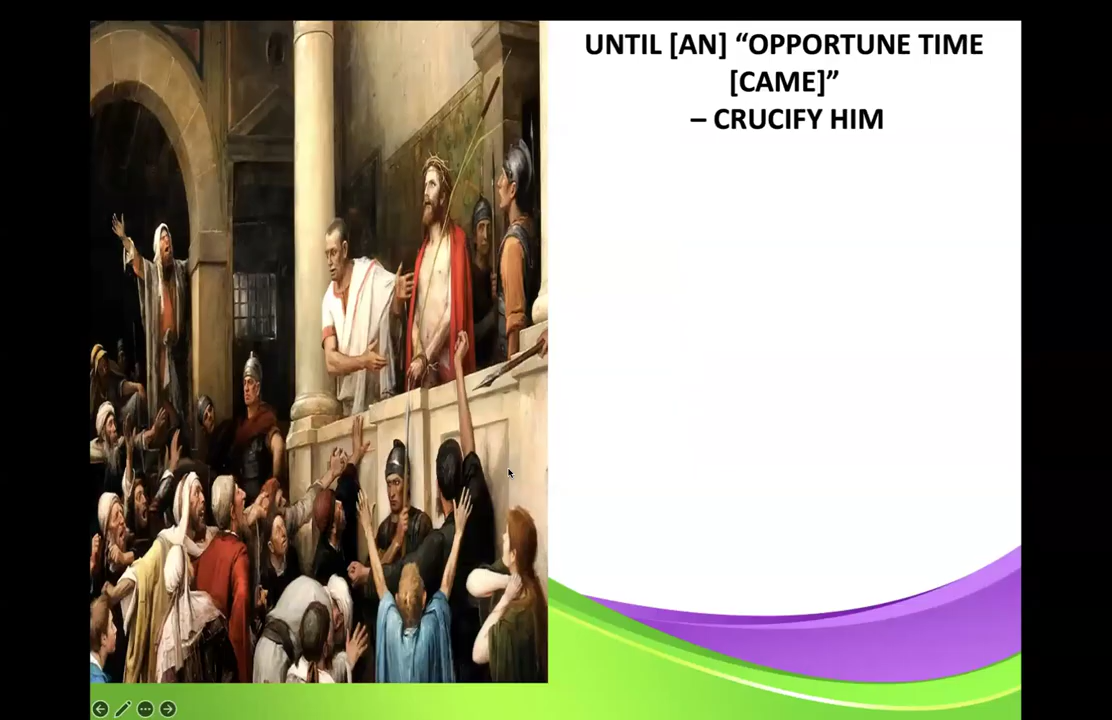 UNTIL [AN] “OPPORTUNE TIME
[CAME]”
– CRUCIFY HIM